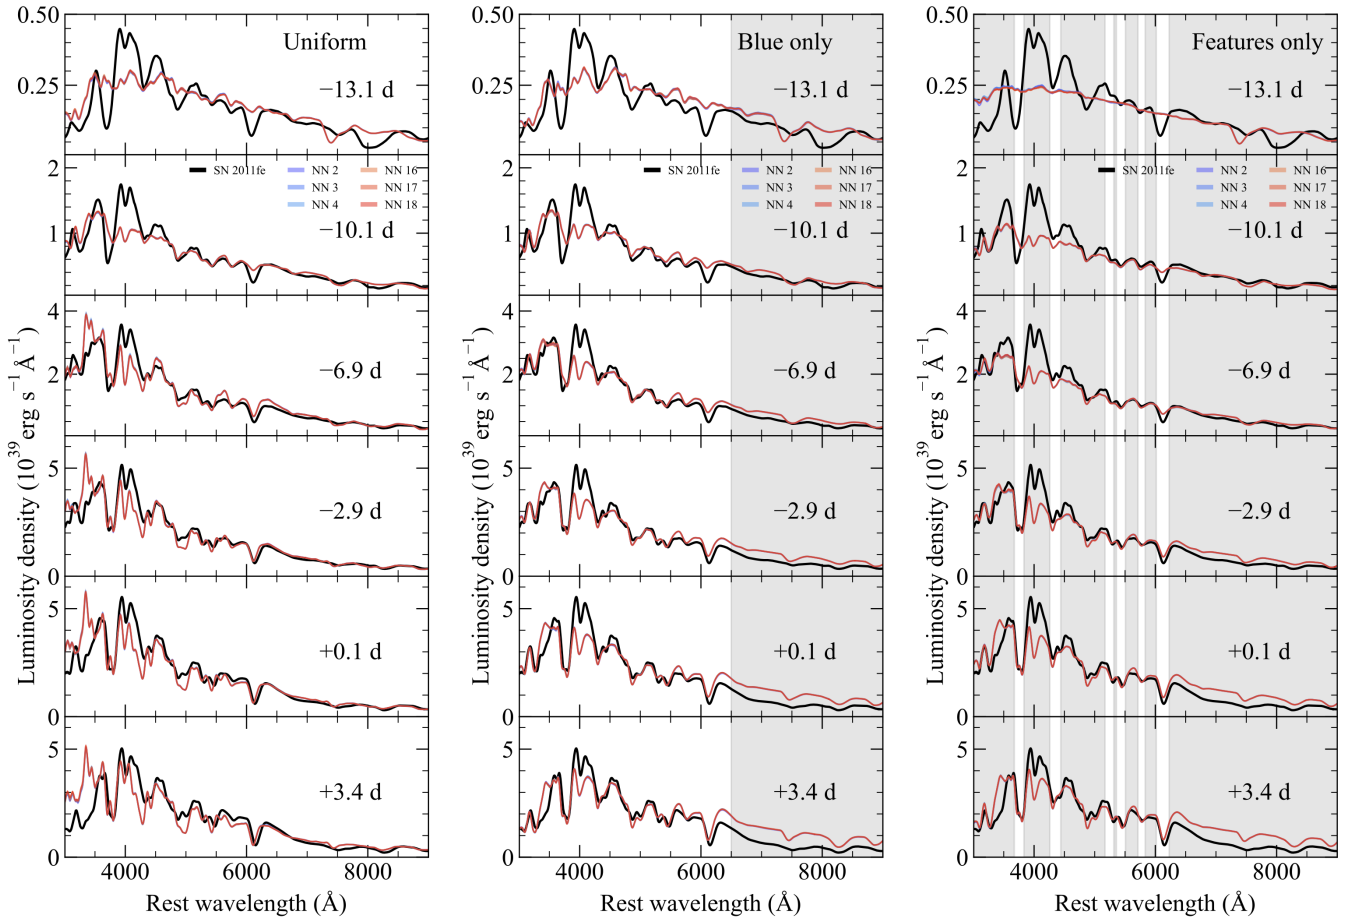 Uniform
−13.1 d
0.50
0.25
SN 2011fe
NN 2
NN 3
NN 4
NN 16
NN 17
NN 18
−10.1 d
2
1
−6.9 d
4
2
−2.9 d
5
0
+0.1 d
5
0
+3.4 d
5
0
4000 6000 8000
Rest wavelength (Å)
Luminosity density (10³⁹ erg s⁻¹ Å⁻¹)
Blue only
−13.1 d
0.50
0.25
SN 2011fe
NN 2
NN 3
NN 4
NN 16
NN 17
NN 18
−10.1 d
2
1
−6.9 d
4
2
−2.9 d
5
0
+0.1 d
5
0
+3.4 d
5
0
4000 6000 8000
Rest wavelength (Å)
Luminosity density (10³⁹ erg s⁻¹ Å⁻¹)
Features only
−13.1 d
0.50
0.25
SN 2011fe
NN 2
NN 3
NN 4
NN 16
NN 17
NN 18
−10.1 d
2
1
−6.9 d
4
2
−2.9 d
5
0
+0.1 d
5
0
+3.4 d
5
0
4000 6000 8000
Rest wavelength (Å)
Luminosity density (10³⁹ erg s⁻¹ Å⁻¹)